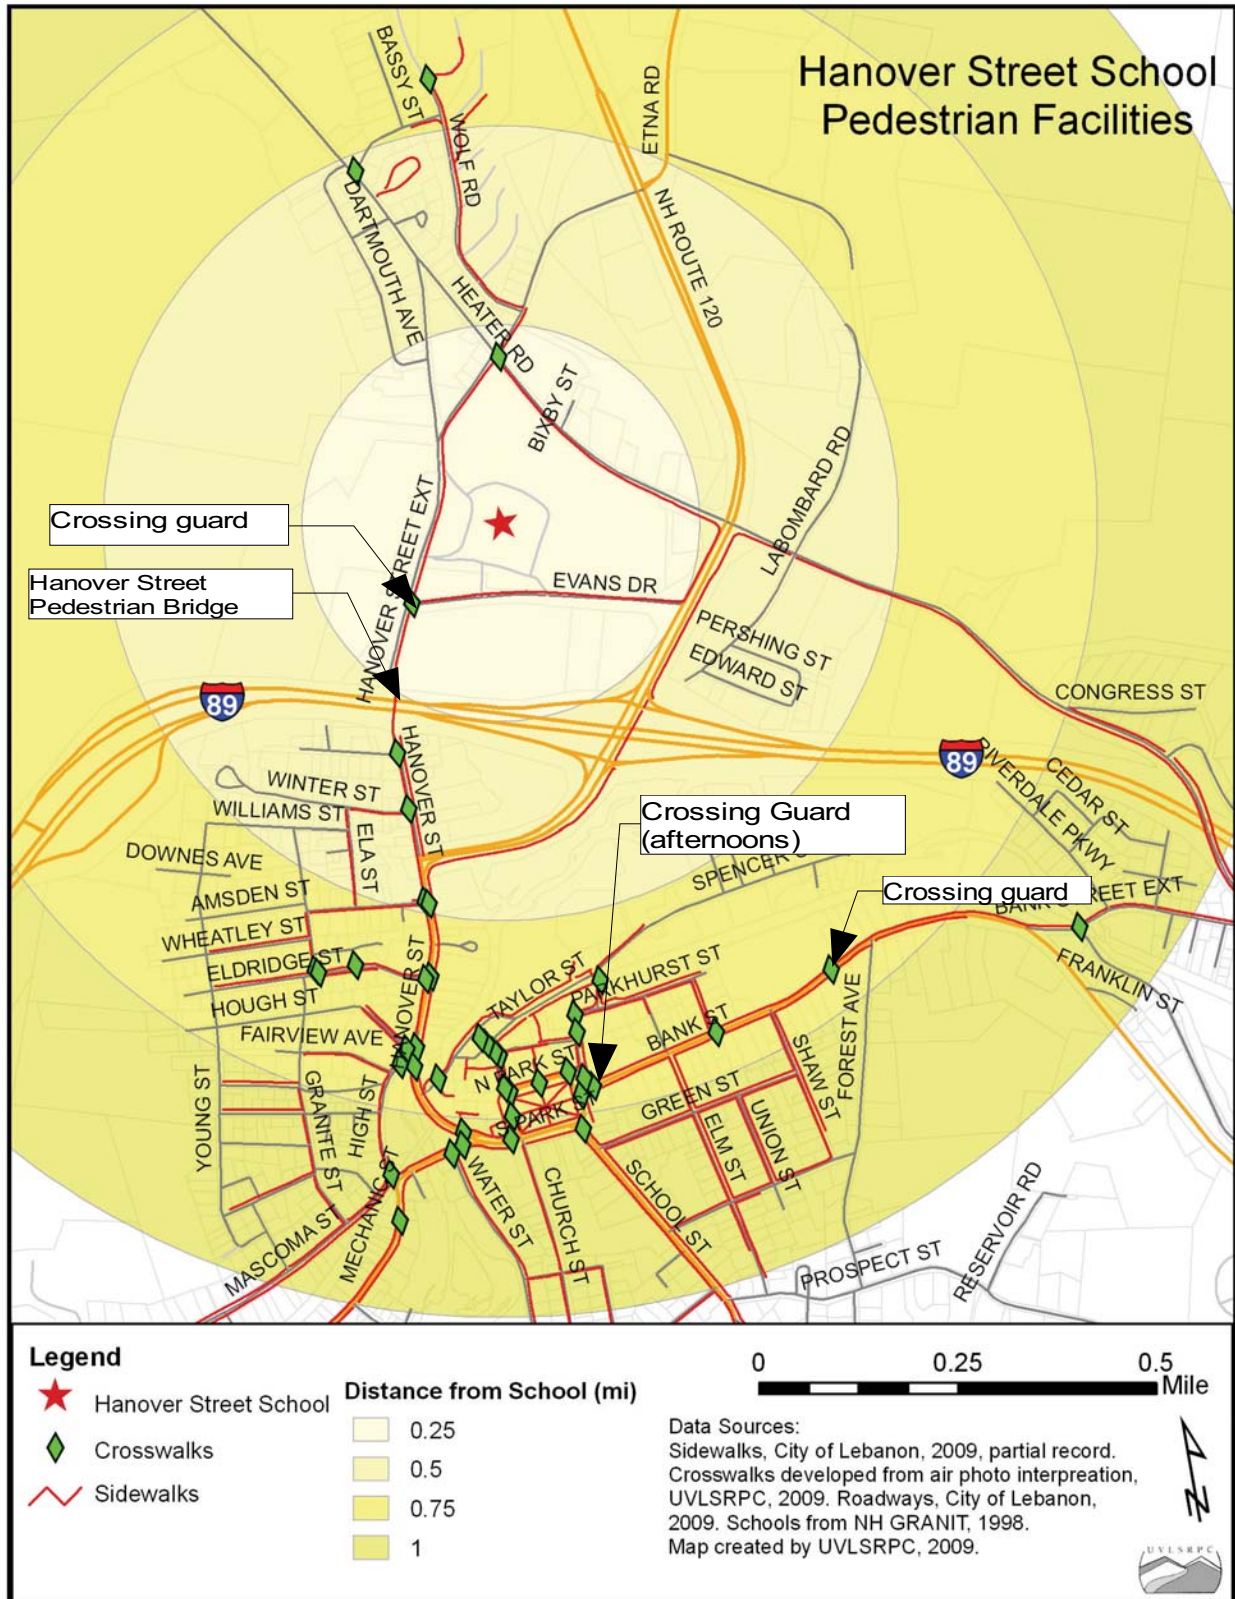 Hanover Street School
Pedestrian Facilities
BASSY ST
WOLF RD
ETNA RD
DARTMOUTH AVE
NH ROUTE 120
HEATER RD
BIXBY ST
LABOMBARD RD
Crossing guard
HANOVER STREET EXT
Hanover Street
Pedestrian Bridge
EVANS DR
PERSHING ST
EDWARD ST
CONGRESS ST
89
89
HANOVER ST
WINTER ST
WILLIAMS ST
ELA ST
RIVERDALE PKWY
CEDAR ST
Crossing Guard
(afternoons)
DOWNES AVE
SPENCER
AMSDEN ST
Crossing guard
BANK STREET EXT
WHEATLEY ST
ELDRIDGE ST
HANOVER ST
TAYLOR ST
PARKHURST ST
FRANKLIN ST
HOUGH ST
FAIRVIEW AVE
HANOVER ST
BANK ST
N PARK ST
S PARK ST
GREEN ST
SHAW ST
FOREST AVE
YOUNG ST
GRANITE ST
HIGH ST
ELM ST
UNION ST
MECHANIC ST
WATER ST
CHURCH ST
SCHOOL ST
MASCOMA ST
PROSPECT ST
RESERVOIR RD
Legend
Hanover Street School
Crosswalks
Sidewalks
Distance from School (mi)
0.25
0.5
0.75
1
0 0.25 0.5
Mile
Data Sources:
Sidewalks, City of Lebanon, 2009, partial record.
Crosswalks developed from air photo interpreation,
UVLSRPC, 2009. Roadways, City of Lebanon,
2009. Schools from NH GRANIT, 1998.
Map created by UVLSRPC, 2009.
N
UVLSRPC